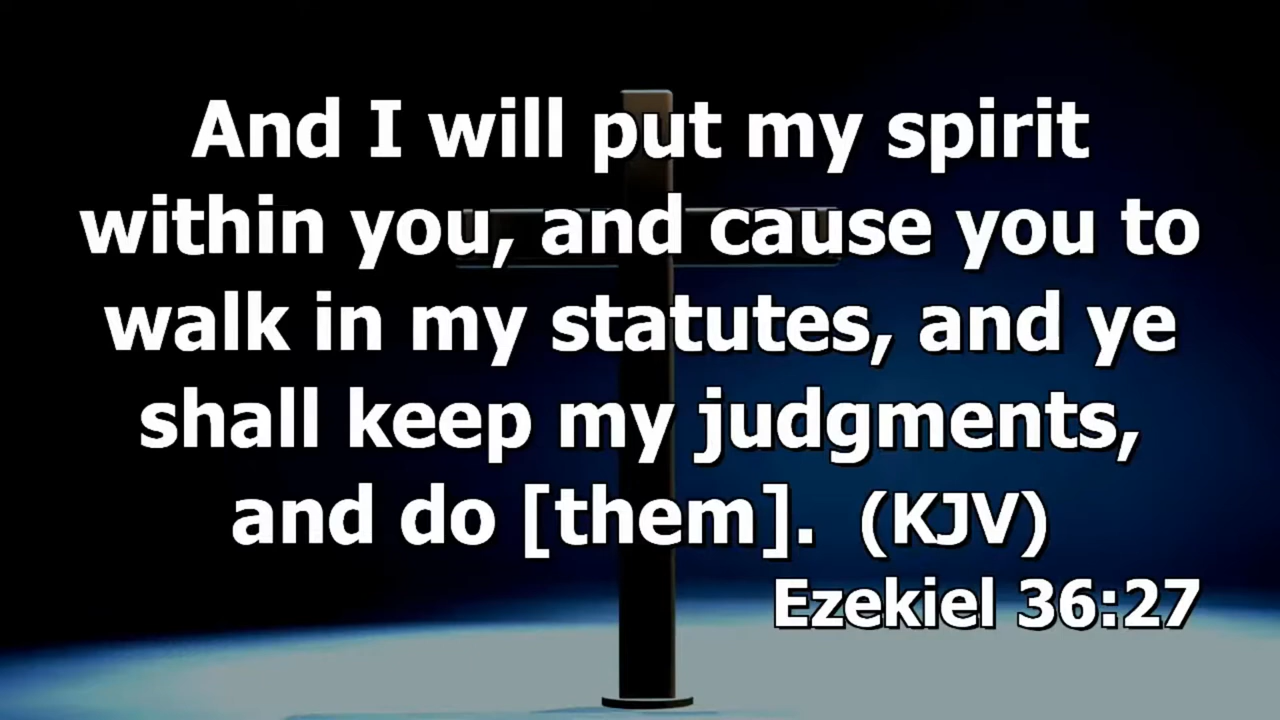 And I will put my spirit
within you, and cause you to
walk in my statutes, and ye
shall keep my judgments,
and do [them]. (KJV)
Ezekiel 36:27